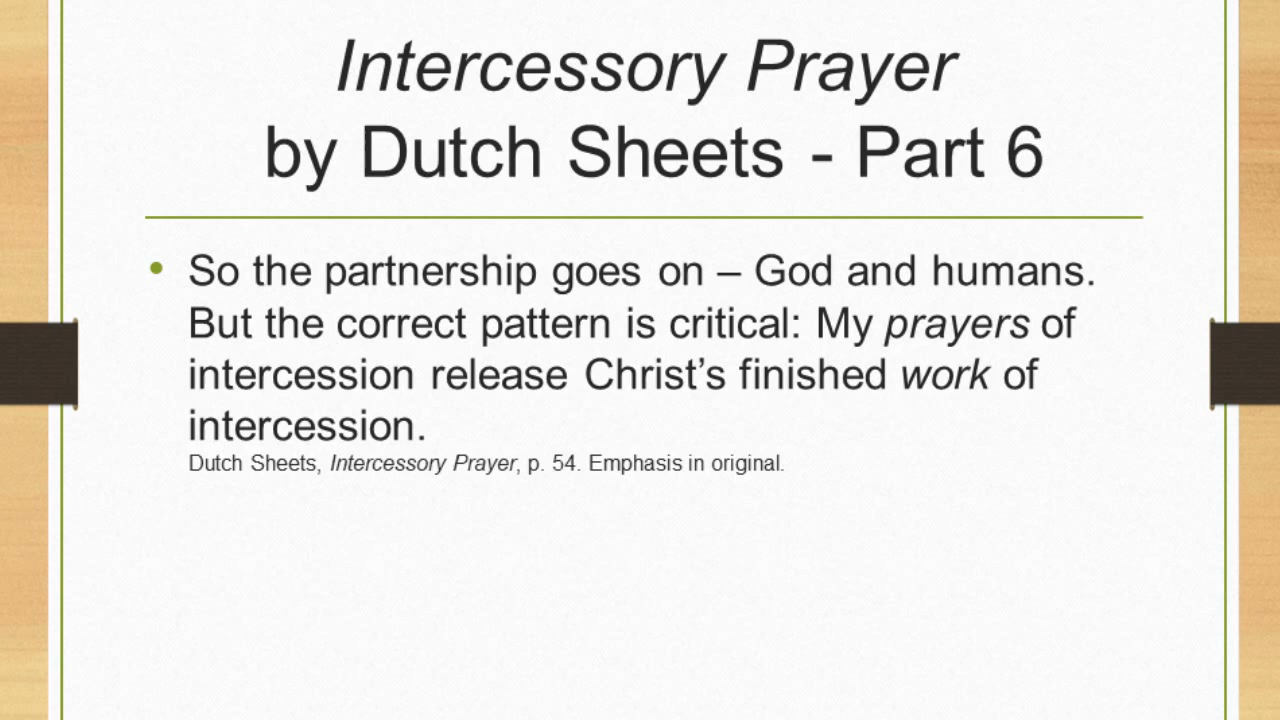 Intercessory Prayer
by Dutch Sheets - Part 6
• So the partnership goes on – God and humans.
But the correct pattern is critical: My prayers of
intercession release Christ’s finished work of
intercession.
Dutch Sheets, Intercessory Prayer, p. 54. Emphasis in original.